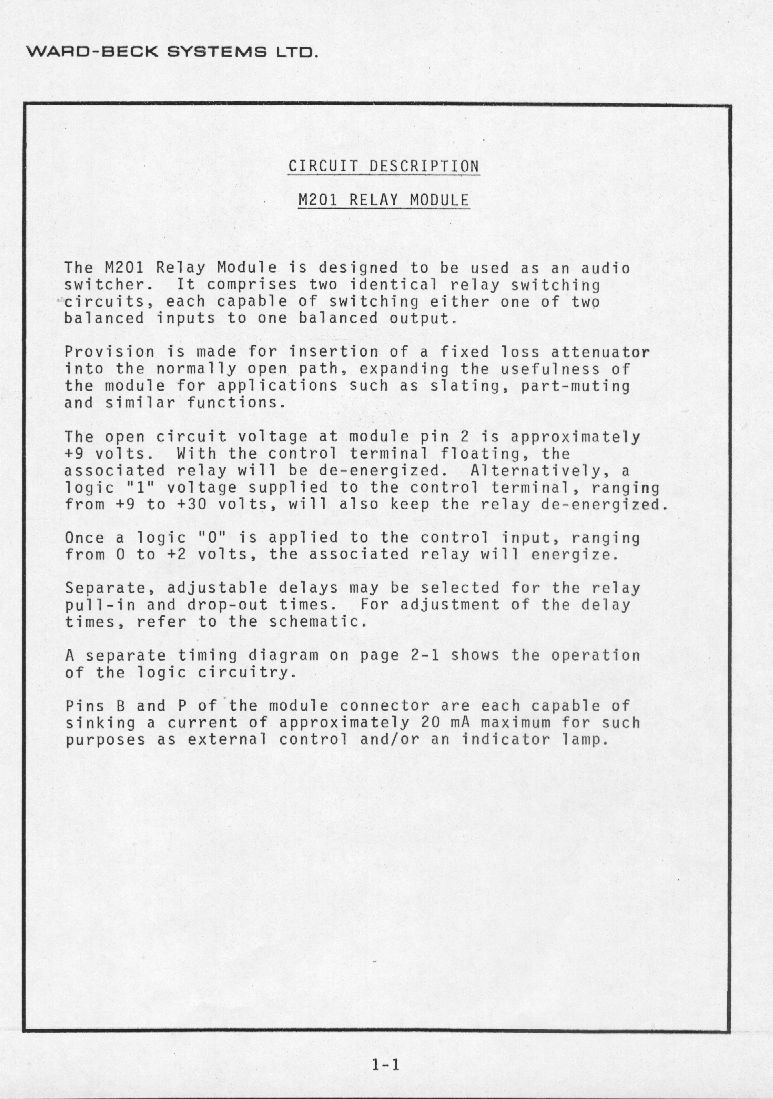 WARD-BECK SYSTEMS LTD.
CIRCUIT DESCRIPTION
M201 RELAY MODULE
The M201 Relay Module is designed to be used as an audio
switcher. It comprises two identical relay switching
circuits, each capable of switching either one of two
balanced inputs to one balanced output.
Provision is made for insertion of a fixed loss attenuator
into the normally open path, expanding the usefulness of
the module for applications such as slating, part-muting
and similar functions.
The open circuit voltage at module pin 2 is approximately
+9 volts. With the control terminal floating, the
associated relay will be de-energized. Alternatively, a
logic "1" voltage supplied to the control terminal, ranging
from +9 to +30 volts, will also keep the relay de-energized.
Once a logic "0" is applied to the control input, ranging
from 0 to +2 volts, the associated relay will energize.
Separate, adjustable delays may be selected for the relay
pull-in and drop-out times. For adjustment of the delay
times, refer to the schematic.
A separate timing diagram on page 2-1 shows the operation
of the logic circuitry.
Pins B and P of the module connector are each capable of
sinking a current of approximately 20 mA maximum for such
purposes as external control and/or an indicator lamp.
1-1